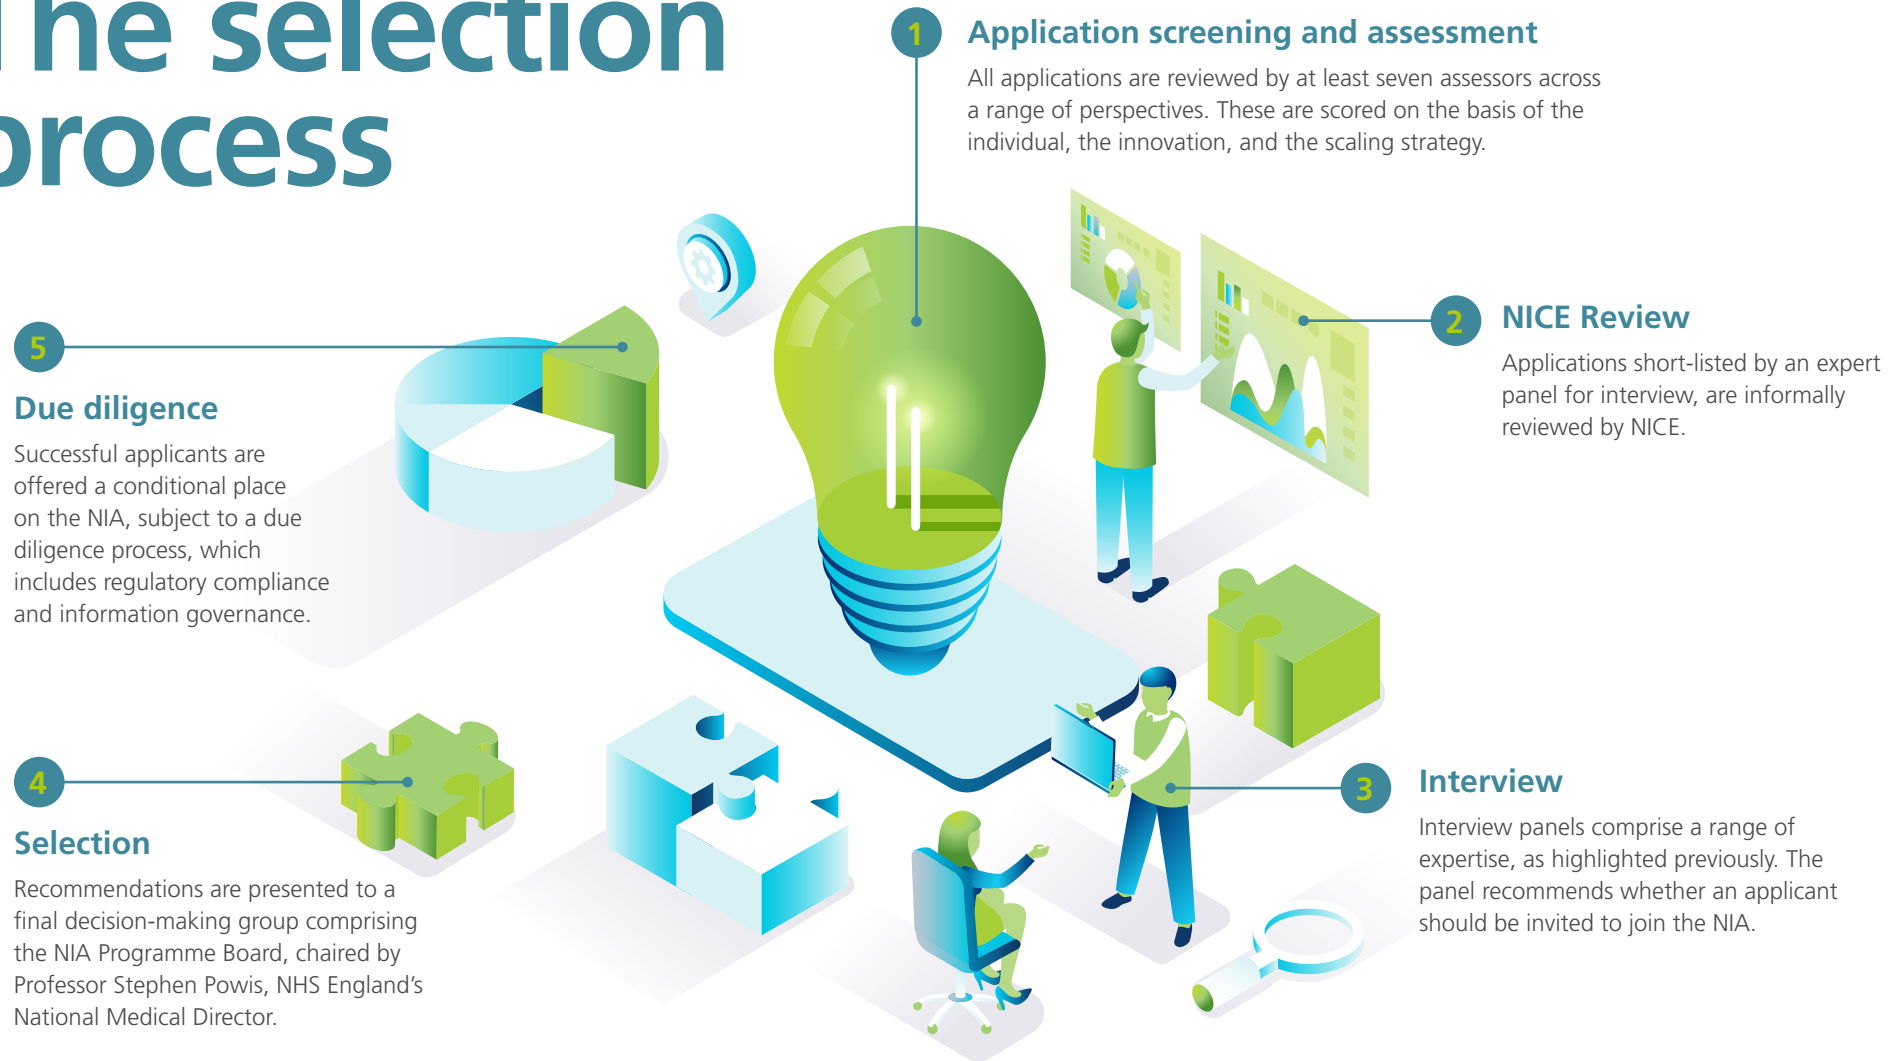 The selection
process
1
Application screening and assessment
All applications are reviewed by at least seven assessors across
a range of perspectives. These are scored on the basis of the
individual, the innovation, and the scaling strategy.
2
NICE Review
Applications short-listed by an expert
panel for interview, are informally
reviewed by NICE.
3
Interview
Interview panels comprise a range of
expertise, as highlighted previously. The
panel recommends whether an applicant
should be invited to join the NIA.
4
Selection
Recommendations are presented to a
final decision-making group comprising
the NIA Programme Board, chaired by
Professor Stephen Powis, NHS England’s
National Medical Director.
5
Due diligence
Successful applicants are
offered a conditional place
on the NIA, subject to a due
diligence process, which
includes regulatory compliance
and information governance.